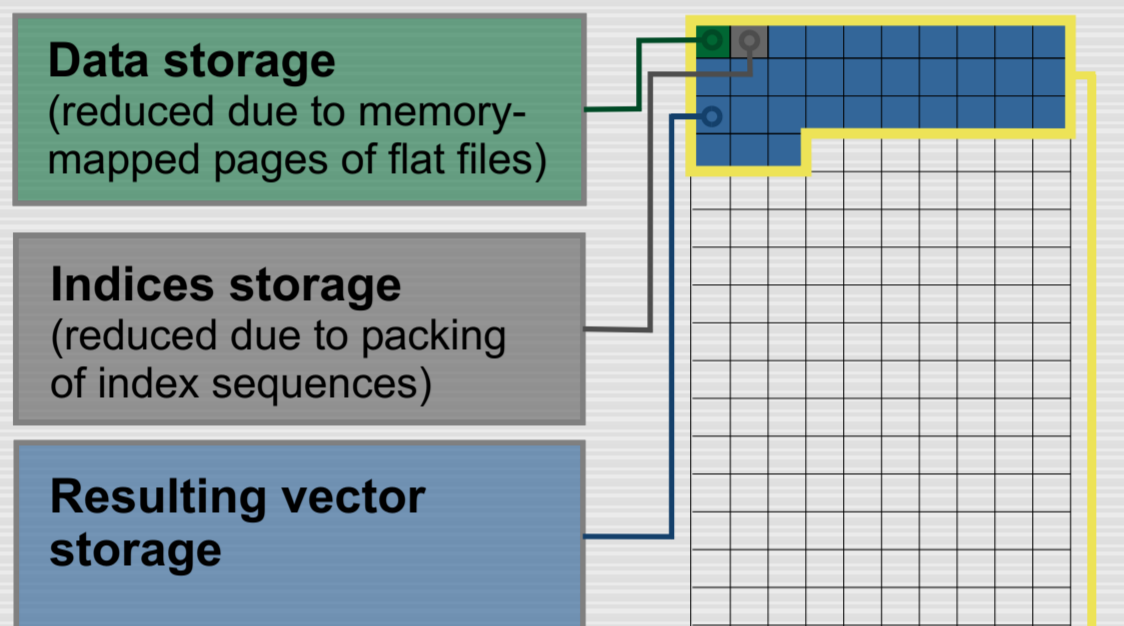 Data storage
(reduced due to memory-
mapped pages of flat files)
Indices storage
(reduced due to packing
of index sequences)
Resulting vector
storage